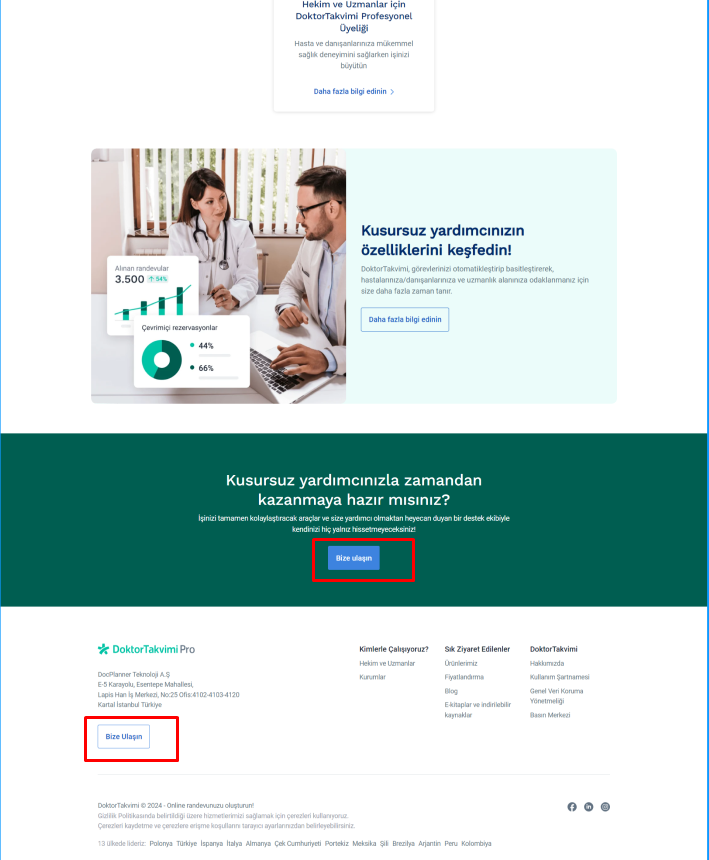 Hekim ve Uzmanlar için
DoktorTakvimi Profesyonel
Üyeliği
Hasta ve danışanlarınıza mükemmel
sağlık deneyimini sağlarken işinizi
büyütün
Daha fazla bilgi edinin
Alınan randevular
3.500 54%
Çevrimiçi rezervasyonlar
44%
66%
Kusursuz yardımcınızın
özelliklerini keşfedin!
DoktorTakvimi, görevlerinizi otomatikleştirip basitleştirerek,
hastalarınıza/danışanlarınıza ve uzmanlık alanınıza odaklanmanız için
size daha fazla zaman tanır.
Daha fazla bilgi edinin
Kusursuz yardımcınızla zamandan
kazanmaya hazır mısınız?
İşinizi tamamen kolaylaştıracak araçlar ve size yardımcı olmaktan heyecan duyan bir destek ekibiyle
kendinizi hiç yalnız hissetmeyeceksiniz!
Bize ulaşın
DoktorTakvimi Pro
DocPlanner Teknoloji A.Ş
E-5 Karayolu, Esentepe Mahallesi,
Lapis Han İş Merkezi, No:25 Ofis:4102-4103-4120
Kartal İstanbul Türkiye
Bize Ulaşın
Kimlerle Çalışıyoruz?
Hekim ve Uzmanlar
Kurumlar
Sık Ziyaret Edilenler
Ürünlerimiz
Fiyatlandırma
Blog
E-kitaplar ve indirilebilir
kaynaklar
DoktorTakvimi
Hakkımızda
Kullanım Şartnamesi
Genel Veri Koruma
Yönetmeliği
Basın Merkezi
DoktorTakvimi © 2024 - Online randevunuzu oluşturun!
Gizlilik Politikasında belirtildiği üzere hizmetlerimizi sağlamak için çerezleri kullanıyoruz.
Çerezleri kaydetme ve çerezlere erişme koşullarını tarayıcı ayarlarınızdan belirleyebilirsiniz.
13 ülkede lideriz: Polonya Türkiye İspanya İtalya Almanya Çek Cumhuriyeti Portekiz Meksika Şili Brezilya Arjantin Peru Kolombiya